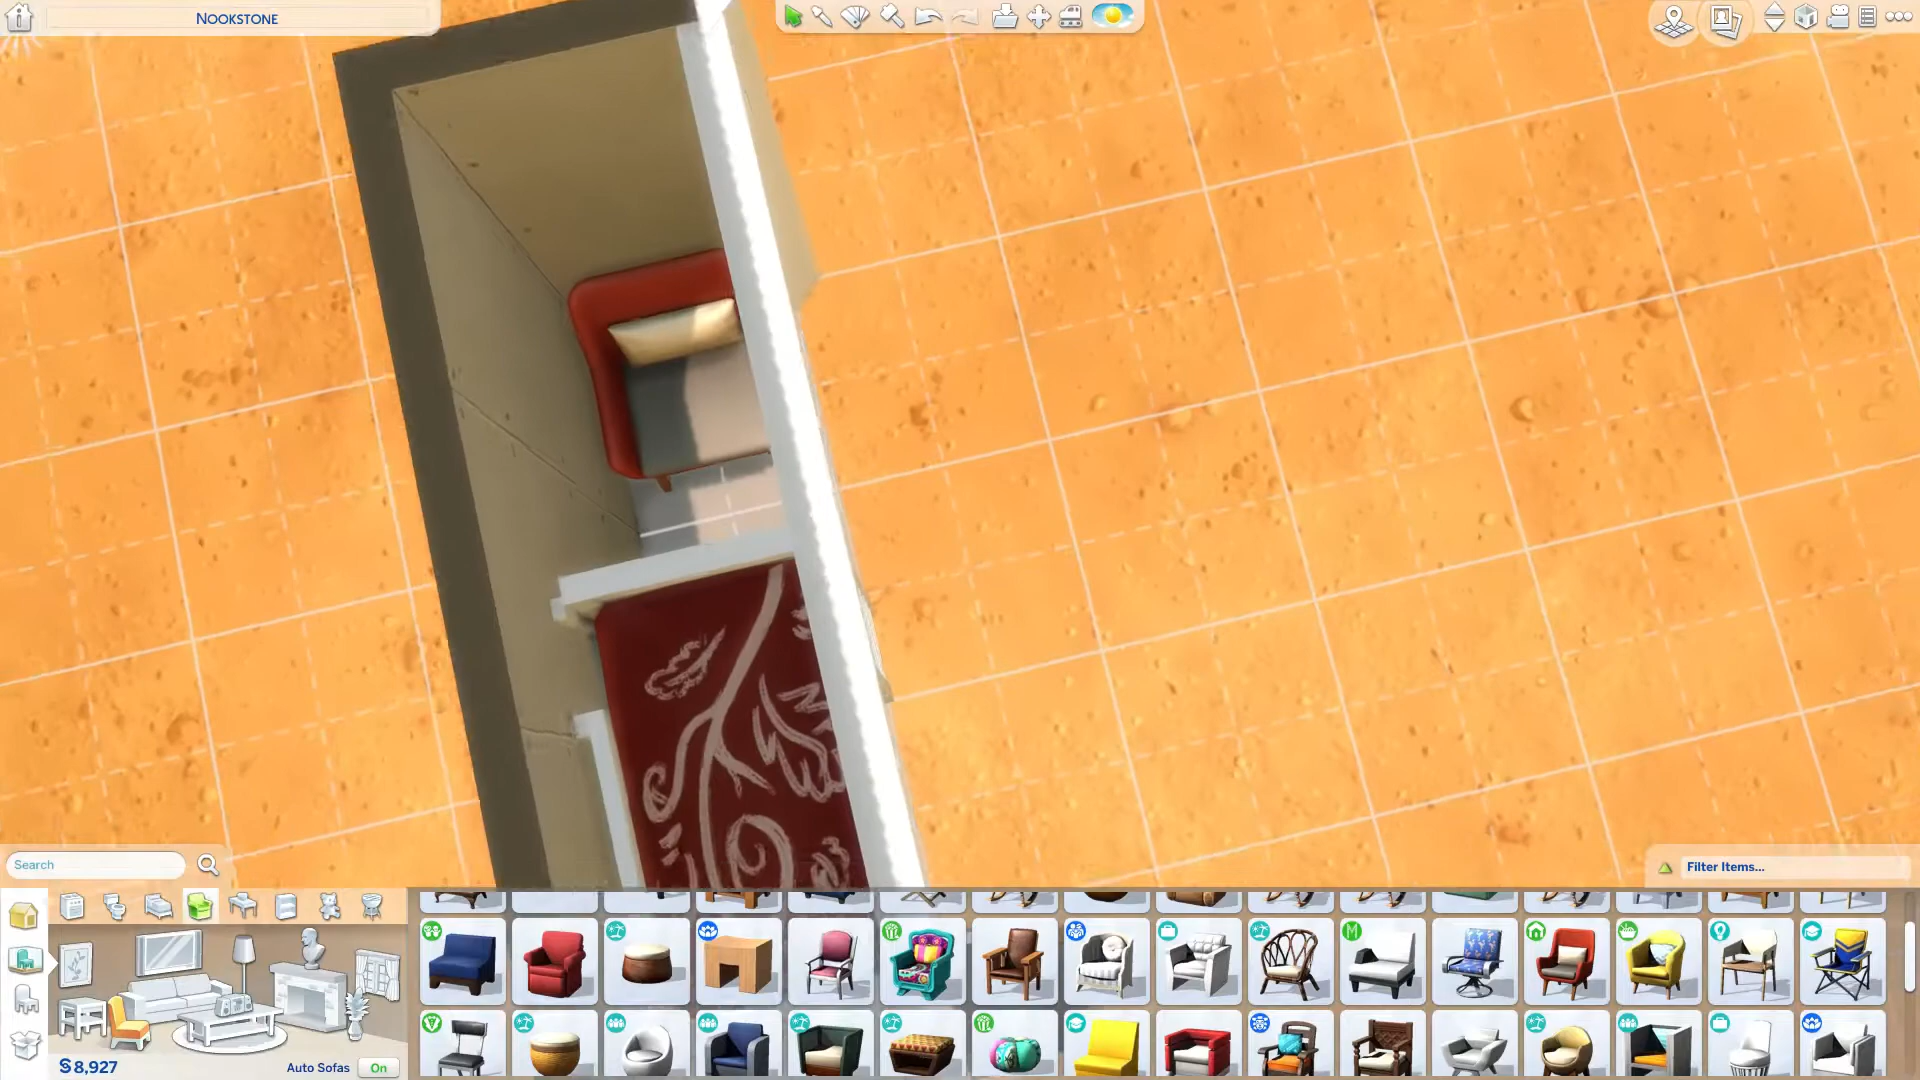 NOOKSTONE
Search
Filter Items...
§8,927
Auto Sofas
On